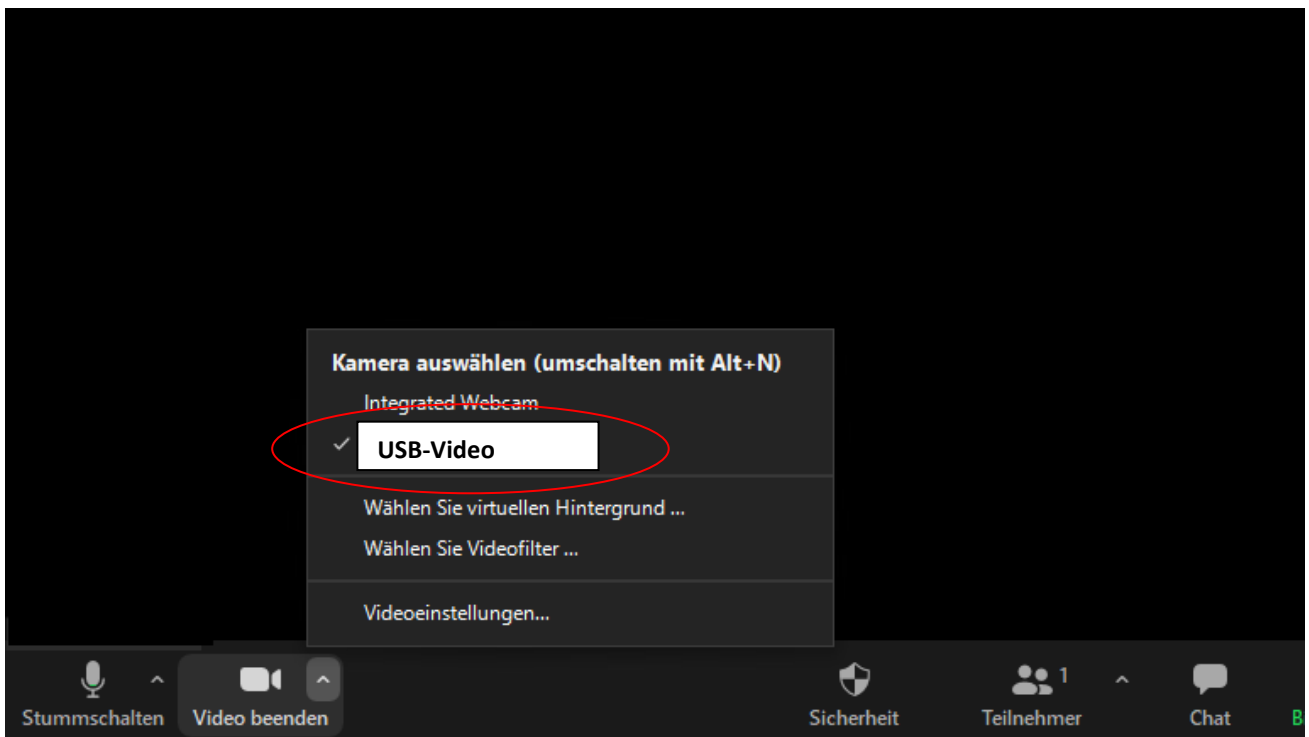 Kamera auswählen (umschalten mit Alt+N)
Integrated Webcam
USB-Video
Wählen Sie virtuellen Hintergrund ...
Wählen Sie Videofilter ...
Videoeinstellungen...
1
Stummschalten Video beenden Sicherheit Teilnehmer Chat